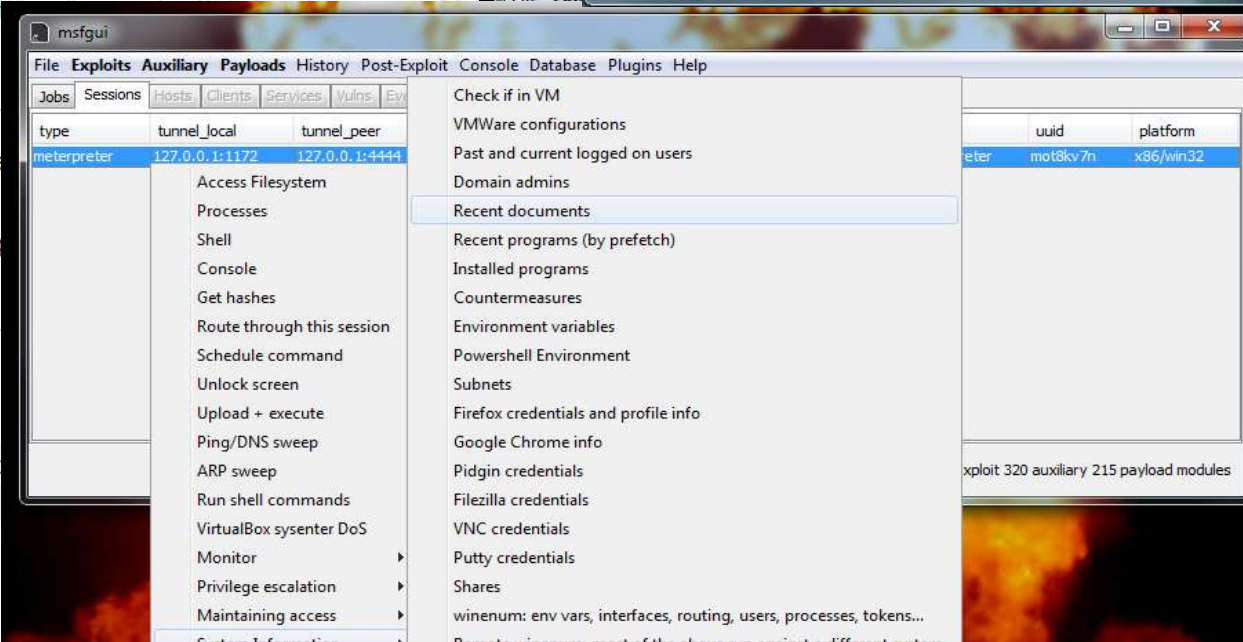 msfgui
File Exploits Auxiliary Payloads History Post-Exploit Console Database Plugins Help
Jobs Sessions Hosts Clients Services Vulns
type tunnel_local tunnel_peer uuid platform
meterpreter 127.0.0.1:1172 127.0.0.1:4444 eter mot8kv7n x86/win32
Access Filesystem
Processes
Shell
Console
Get hashes
Route through this session
Schedule command
Unlock screen
Upload + execute
Ping/DNS sweep
ARP sweep
Run shell commands
VirtualBox sysenter DoS
Monitor
Privilege escalation
Maintaining access
System Information
Check if in VM
VMWare configurations
Past and current logged on users
Domain admins
Recent documents
Recent programs (by prefetch)
Installed programs
Countermeasures
Environment variables
Powershell Environment
Subnets
Firefox credentials and profile info
Google Chrome info
Pidgin credentials
Filezilla credentials
VNC credentials
Putty credentials
Shares
winenum: env vars, interfaces, routing, users, processes, tokens...
xploit 320 auxiliary 215 payload modules